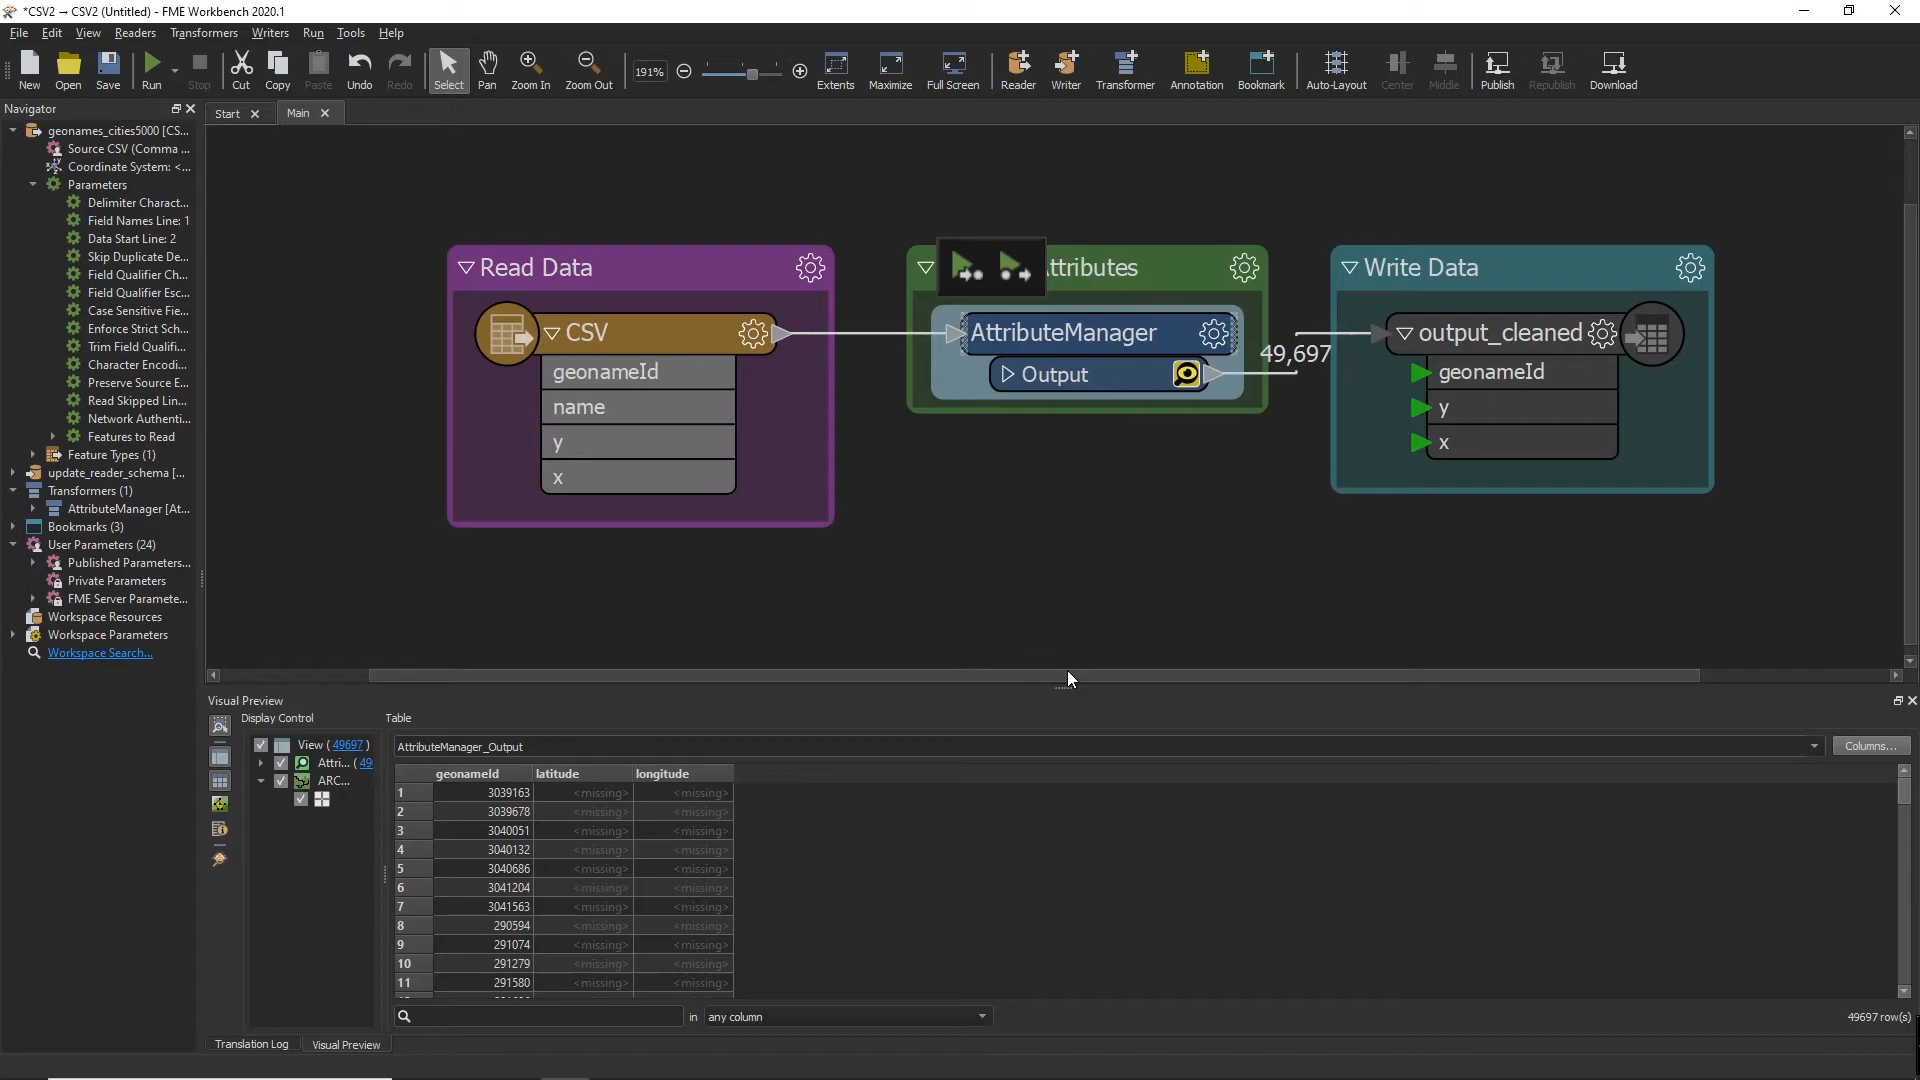 *CSV2 → CSV2 (Untitled) - FME Workbench 2020.1
File Edit View Readers Transformers Writers Run Tools Help
New Open Save Run Stop Cut Copy Paste Undo Redo Select Pan Zoom In Zoom Out 191% Extents Maximize Full Screen Reader Writer Transformer Annotation Bookmark Auto-Layout Center Middle Publish Republish Download
Navigator
Start Main
geonames_cities5000 [CS...
Source CSV (Comma ...
Coordinate System: <...
Parameters
Delimiter Charact...
Field Names Line: 1
Data Start Line: 2
Skip Duplicate De...
Field Qualifier Ch...
Field Qualifier Esc...
Case Sensitive Fie...
Enforce Strict Sch...
Trim Field Qualifi...
Character Encodi...
Preserve Source E...
Read Skipped Lin...
Network Authenti...
Features to Read
Feature Types (1)
update_reader_schema [...
Transformers (1)
AttributeManager [At...
Bookmarks (3)
User Parameters (24)
Published Parameters...
Private Parameters
FME Server Paramete...
Workspace Resources
Workspace Parameters
Workspace Search...
Read Data
CSV
geonameId
name
y
x
Attributes
AttributeManager
Output
49,697
Write Data
output_cleaned
geonameId
y
x
Visual Preview
Display Control
View ( 49697 )
Attri... ( 49
ARC...
Table
AttributeManager_Output Columns...
geonameId latitude longitude
1 3039163 <missing> <missing>
2 3039678 <missing> <missing>
3 3040051 <missing> <missing>
4 3040132 <missing> <missing>
5 3040686 <missing> <missing>
6 3041204 <missing> <missing>
7 3041563 <missing> <missing>
8 290594 <missing> <missing>
9 291074 <missing> <missing>
10 291279 <missing> <missing>
11 291580 <missing> <missing>
in any column 49697 row(s)
Translation Log Visual Preview